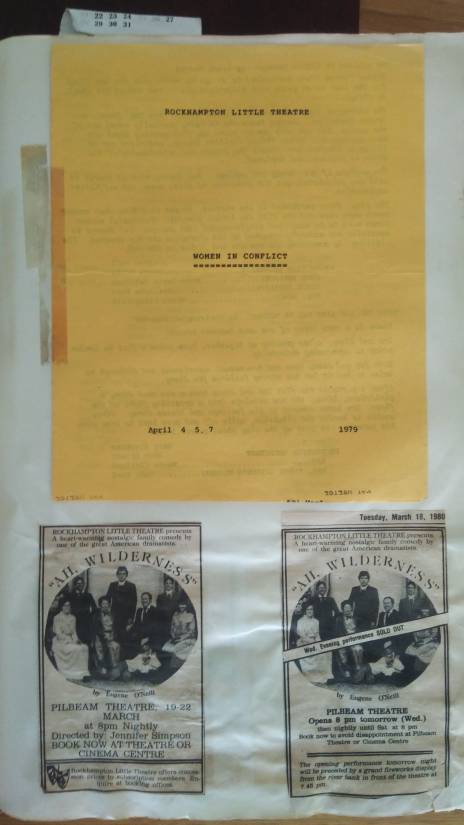 22 23 24 27
29 30 31
ROCKHAMPTON LITTLE THEATRE
WOMEN IN CONFLICT
April 4 5. 7 1979
ROCKHAMPTON LITTLE THEATRE presents
A heart-warming nostalgic family comedy by
one of the great American dramatists.
"AH, WILDERNESS"
by Eugene O'Neill
PILBEAM THEATRE, 19-22
MARCH
at 8pm Nightly
Directed by Jennifer Simpson
BOOK NOW AT THEATRE OR
CINEMA CENTRE
Rockhampton Little Theatre offers conces-
sion prices to subscription members. En-
quire at booking offices.
Tuesday, March 18, 1980
ROCKHAMPTON LITTLE THEATRE presents
A heart-warming nostalgic family comedy by
one of the great American dramatists.
"AH, WILDERNESS"
Wed. Evening performance SOLD OUT
by Eugene O'Neill
PILBEAM THEATRE
Opens 8 pm tomorrow (Wed.)
then nightly until Sat at 8 pm
Book now to avoid disappointment at Pilbeam
Theatre or Cinema Centre
The opening performance tomorrow night
will be preceded by a grand fireworks display
from the river bank in front of the theatre at
7.45 pm.